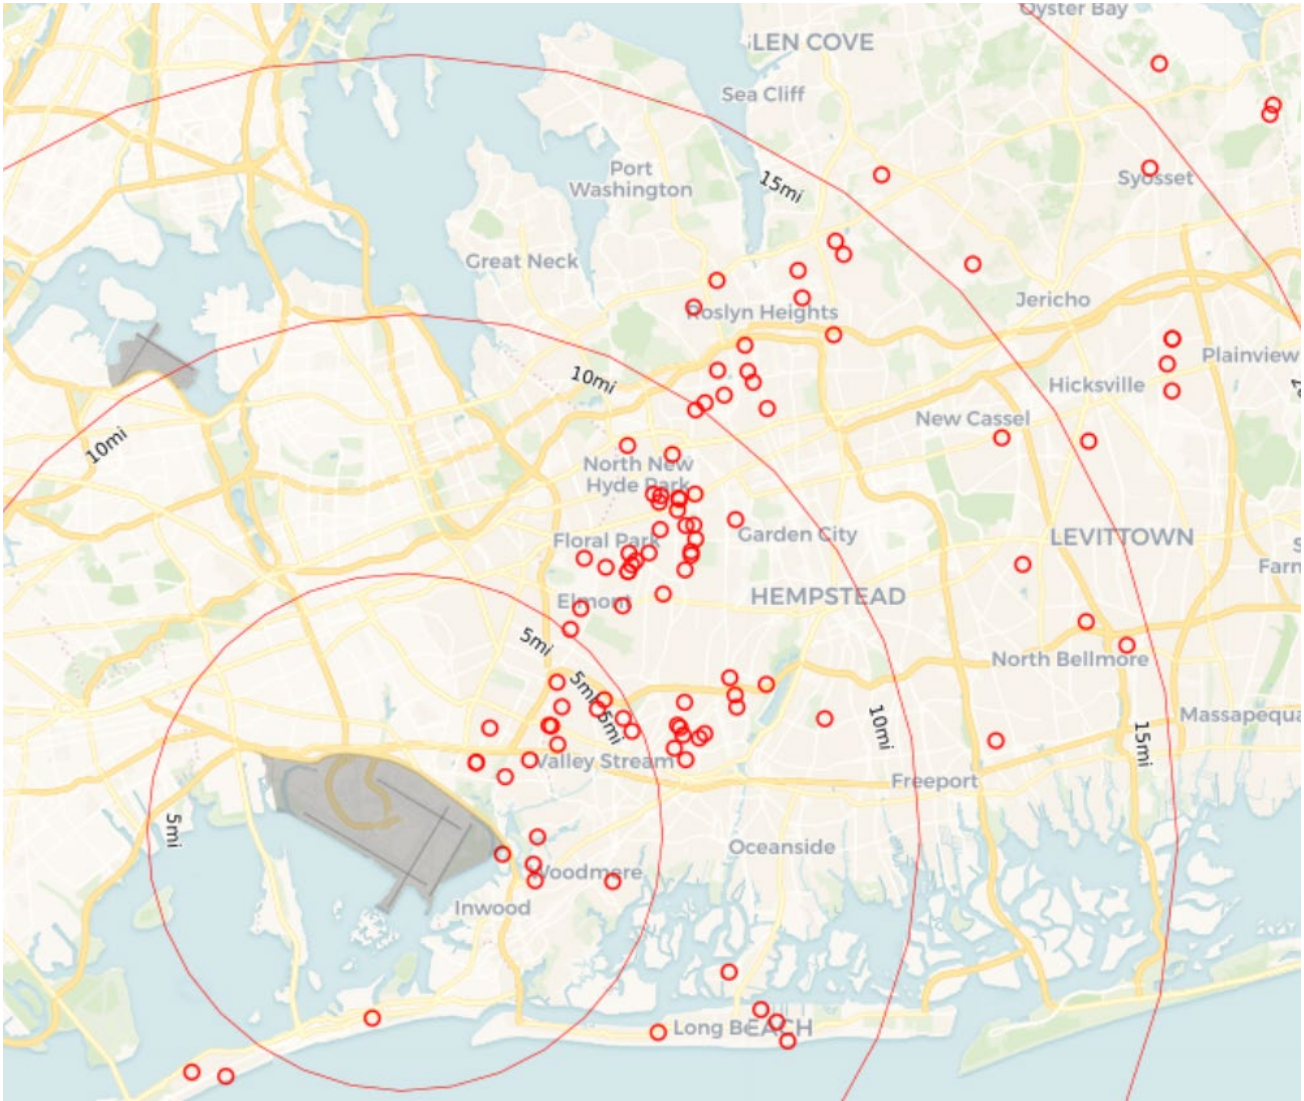 Oyster Bay
LEN COVE
Sea Cliff
Port
Washington
15mi
Syosset
Great Neck
Jericho
Roslyn Heights
Plainview
10mi
Hicksville
New Cassel
10mi
North New
Hyde Park
Floral Park
Garden City
LEVITTOWN
Farn
Elmont
HEMPSTEAD
5mi
North Bellmore
5mi
5mi
10mi
15mi
Massapequa
Valley Stream
Freeport
5mi
Oceanside
Woodmere
Inwood
Long BEACH